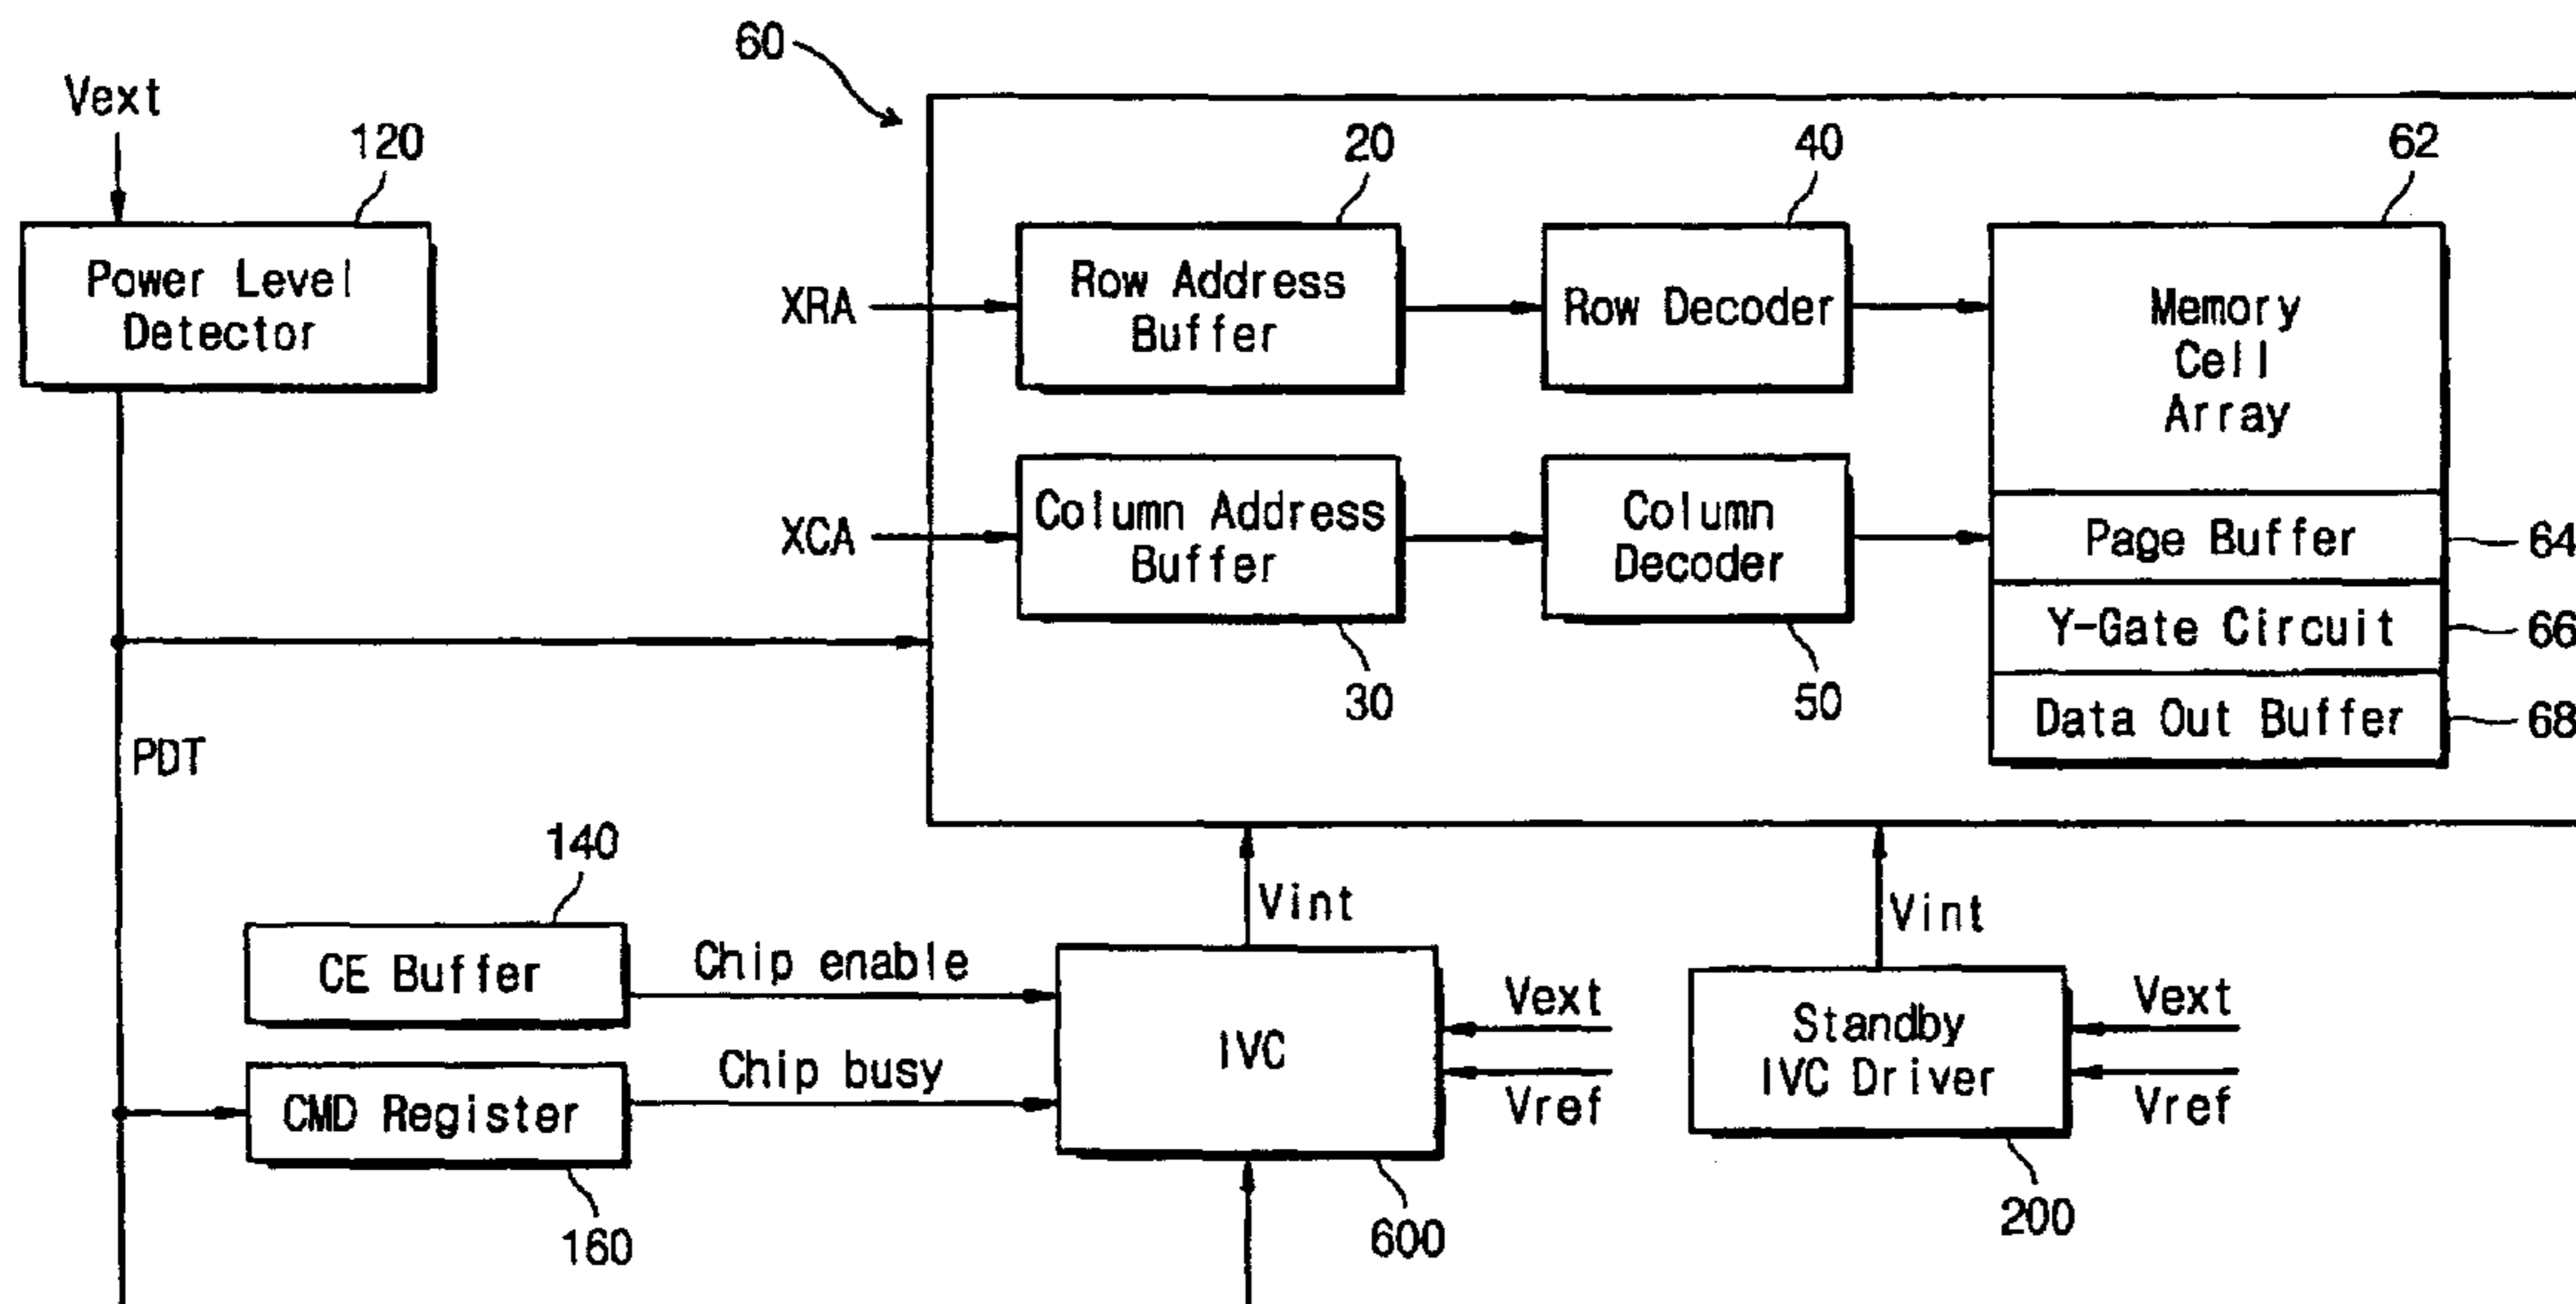 60
Vext
120
20
40
62
Power Level
Detector
XRA
Row Address
Buffer
Row Decoder
Memory
Cell
Array
XCA
Column Address
Buffer
Column
Decoder
Page Buffer
64
Y-Gate Circuit
66
30
50
Data Out Buffer
68
PDT
140
Vint
Vint
CE Buffer
Chip enable
IVC
Vext
Vref
Standby
IVC Driver
Vext
Vref
CMD Register
Chip busy
160
600
200